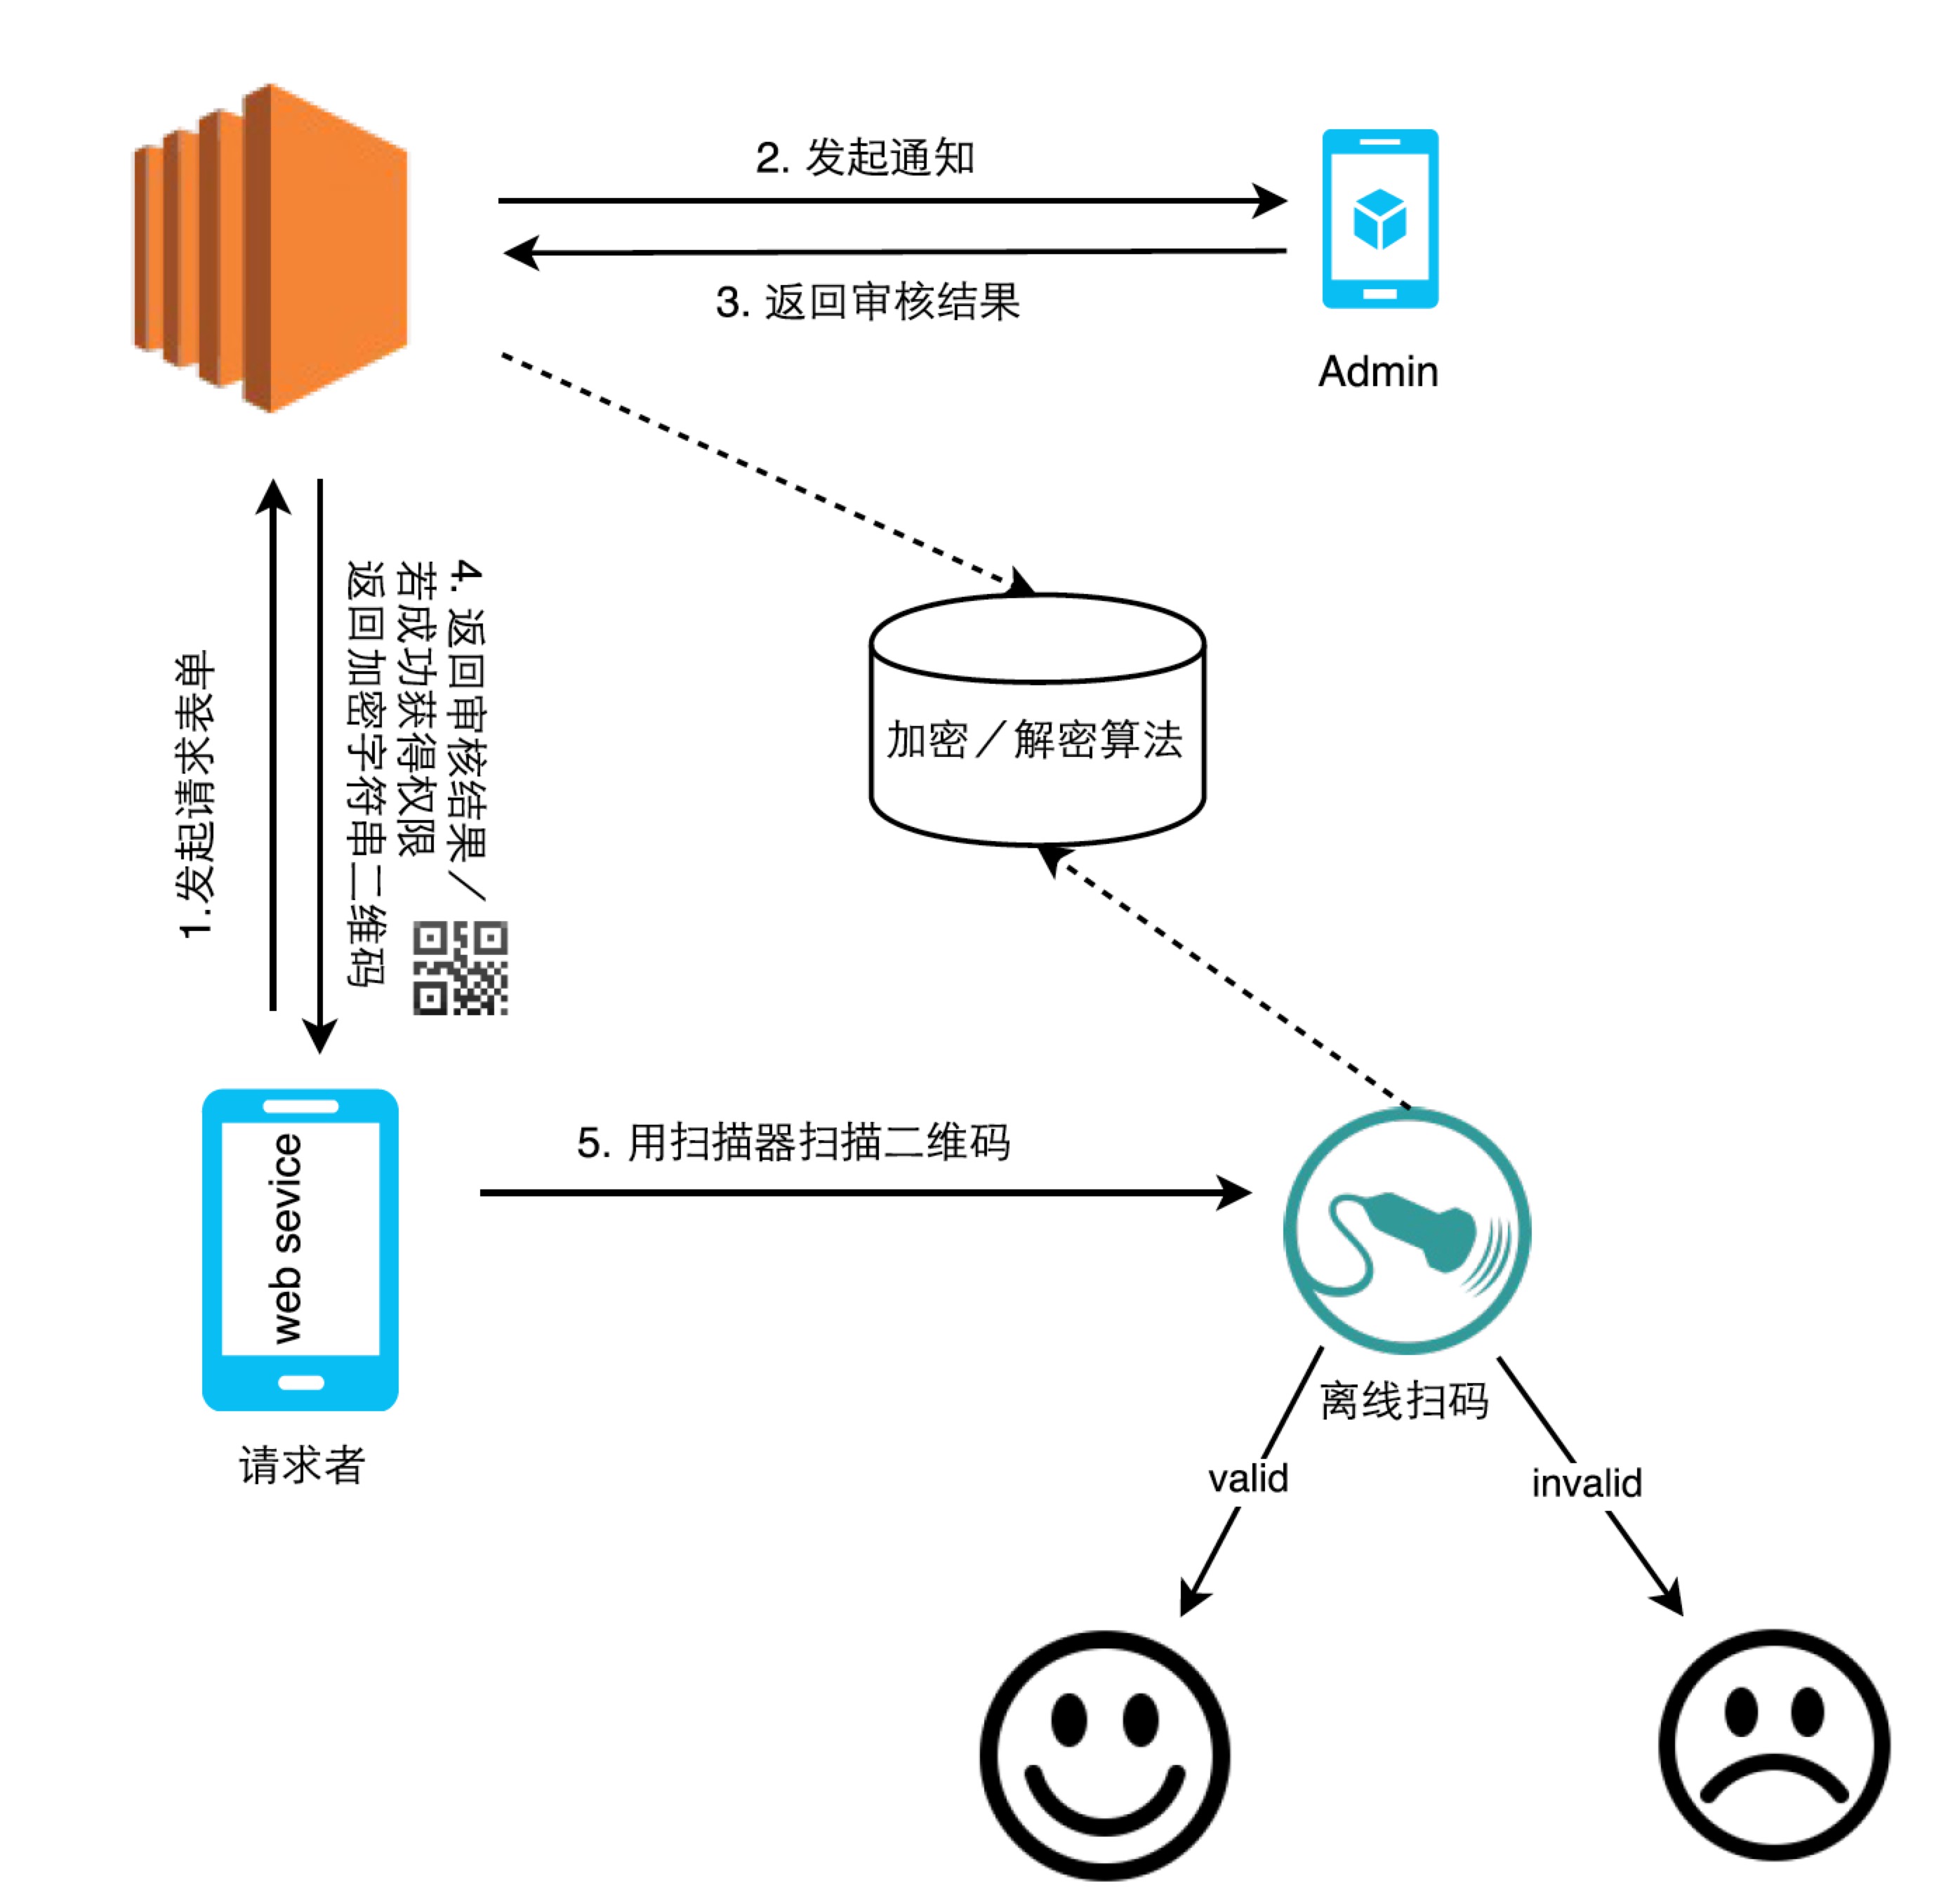 2. 发起通知
3. 返回审核结果
Admin
1.发起请求表单
4. 返回审核结果／
若成功获得权限
返回加密字符串二维码
加密／解密算法
web sevice
请求者
5. 用扫描器扫描二维码
离线扫码
valid
invalid